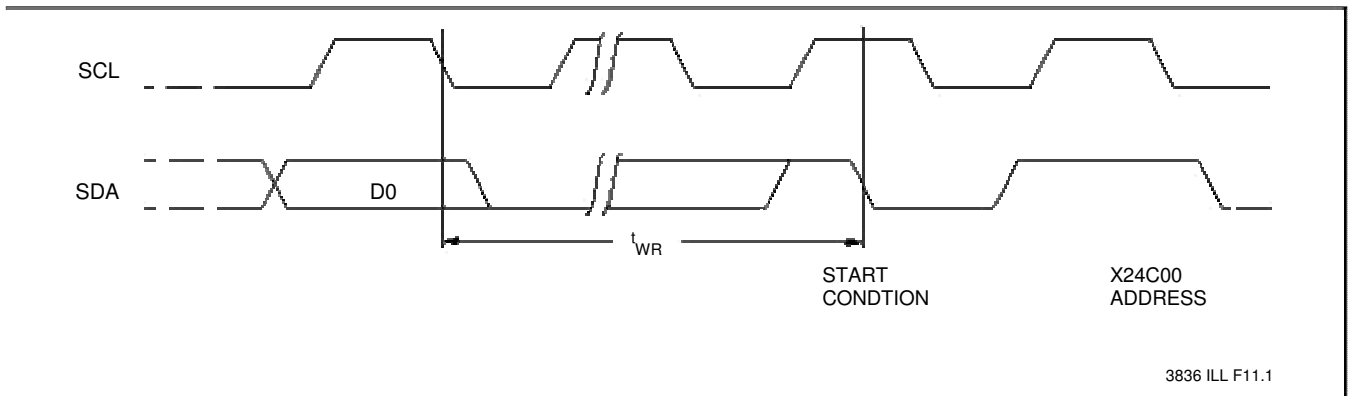 SCL
SDA
D0
tWR
START
CONDTION
X24C00
ADDRESS
3836 ILL F11.1